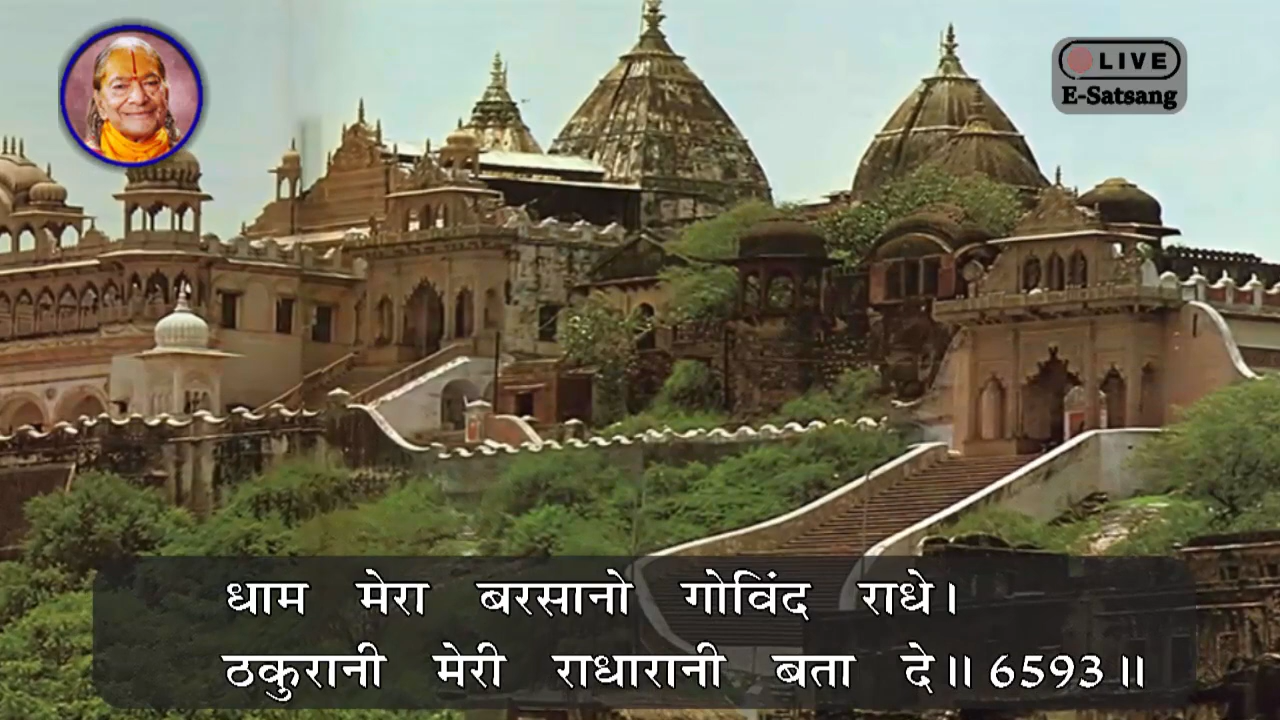 LIVE
E-Satsang
धाम मेरा बरसानो गोविंद राधे।
ठकुरानी मेरी राधारानी बता दे॥ 6593॥